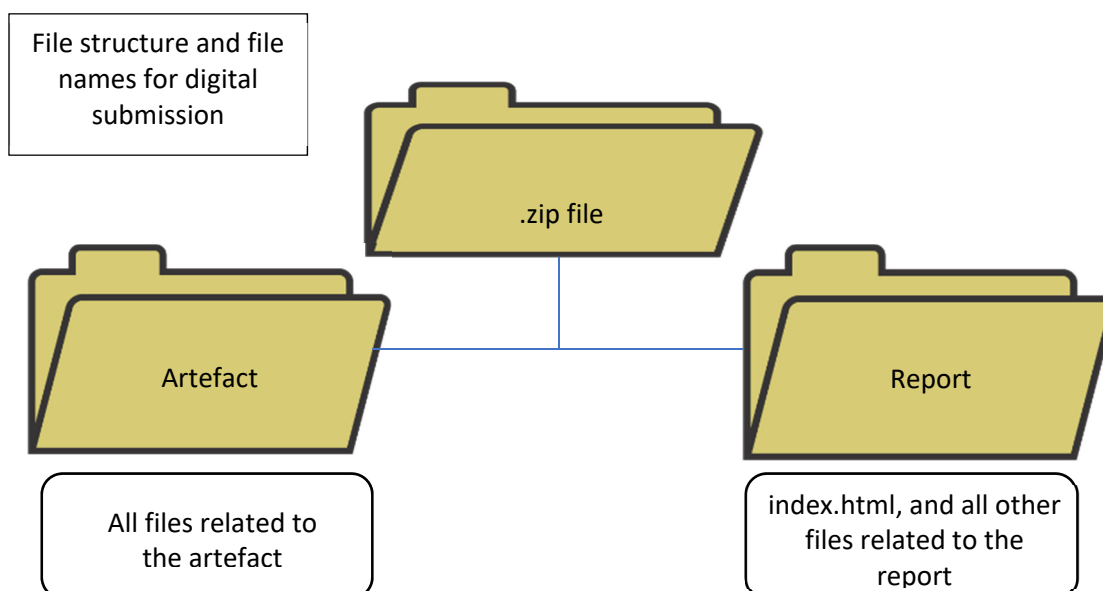 File structure and file
names for digital
submission
.zip file
Artefact
Report
All files related to
the artefact
index.html, and all other
files related to the
report